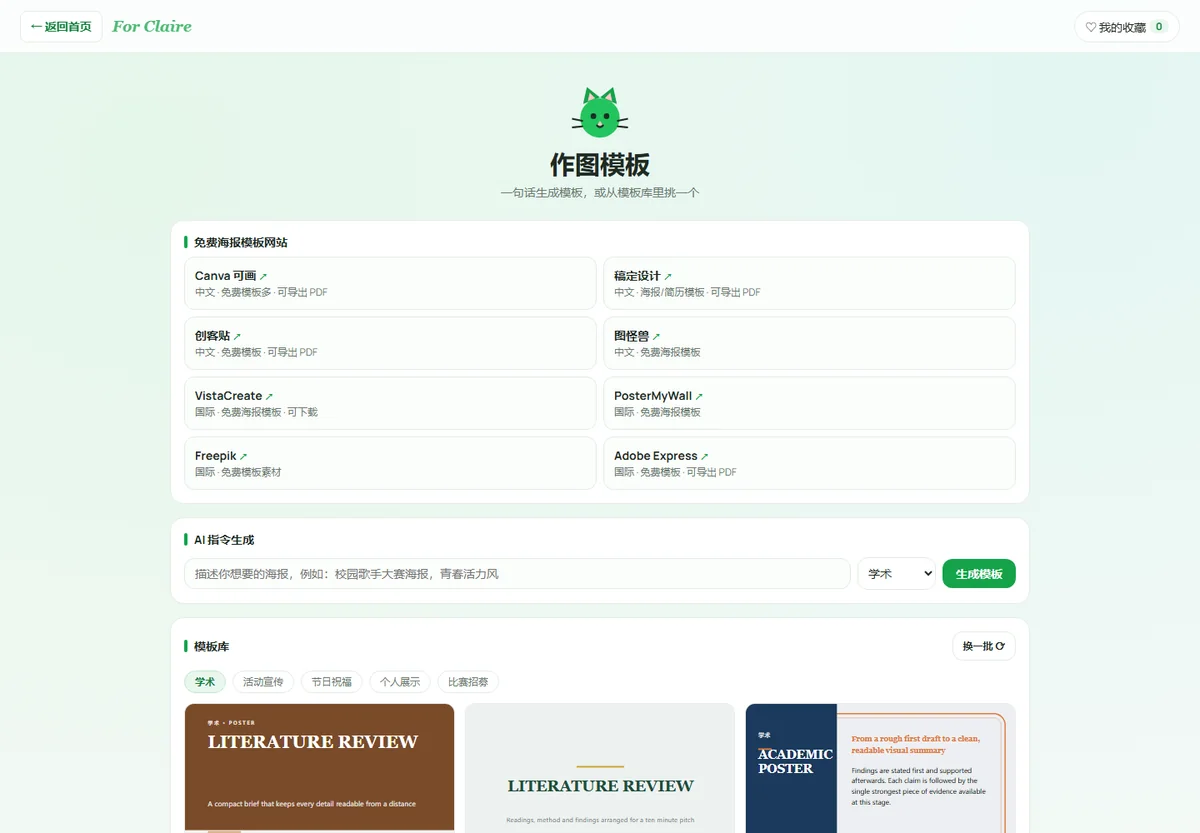 ←返回首页
For Claire
♡我的收藏 0
作图模板
一句话生成模板，或从模板库里挑一个
免费海报模板网站
Canva 可画 ↗
中文 · 免费模板多 · 可导出 PDF
稿定设计 ↗
中文 · 海报/简历模板 · 可导出 PDF
创客贴 ↗
中文 · 免费模板 · 可导出 PDF
图怪兽 ↗
中文 · 免费海报模板
VistaCreate ↗
国际 · 免费海报模板 · 可下载
PosterMyWall ↗
国际 · 免费海报模板
Freepik ↗
国际 · 免费模板素材
Adobe Express ↗
国际 · 免费模板 · 可导出 PDF
AI 指令生成
描述你想要的海报，例如：校园歌手大赛海报，青春活力风
学术
生成模板
模板库
换一批 ⟳
学术
活动宣传
节日祝福
个人展示
比赛招募
学术 • POSTER
LITERATURE REVIEW
A compact brief that keeps every detail readable from a distance
LITERATURE REVIEW
Readings, method and findings arranged for a ten minute pitch
学术
ACADEMIC
POSTER
From a rough first draft to a clean,
readable visual summary
Findings are stated first and supported
afterwards. Each claim is followed by the
single strongest piece of evidence available
at this stage.